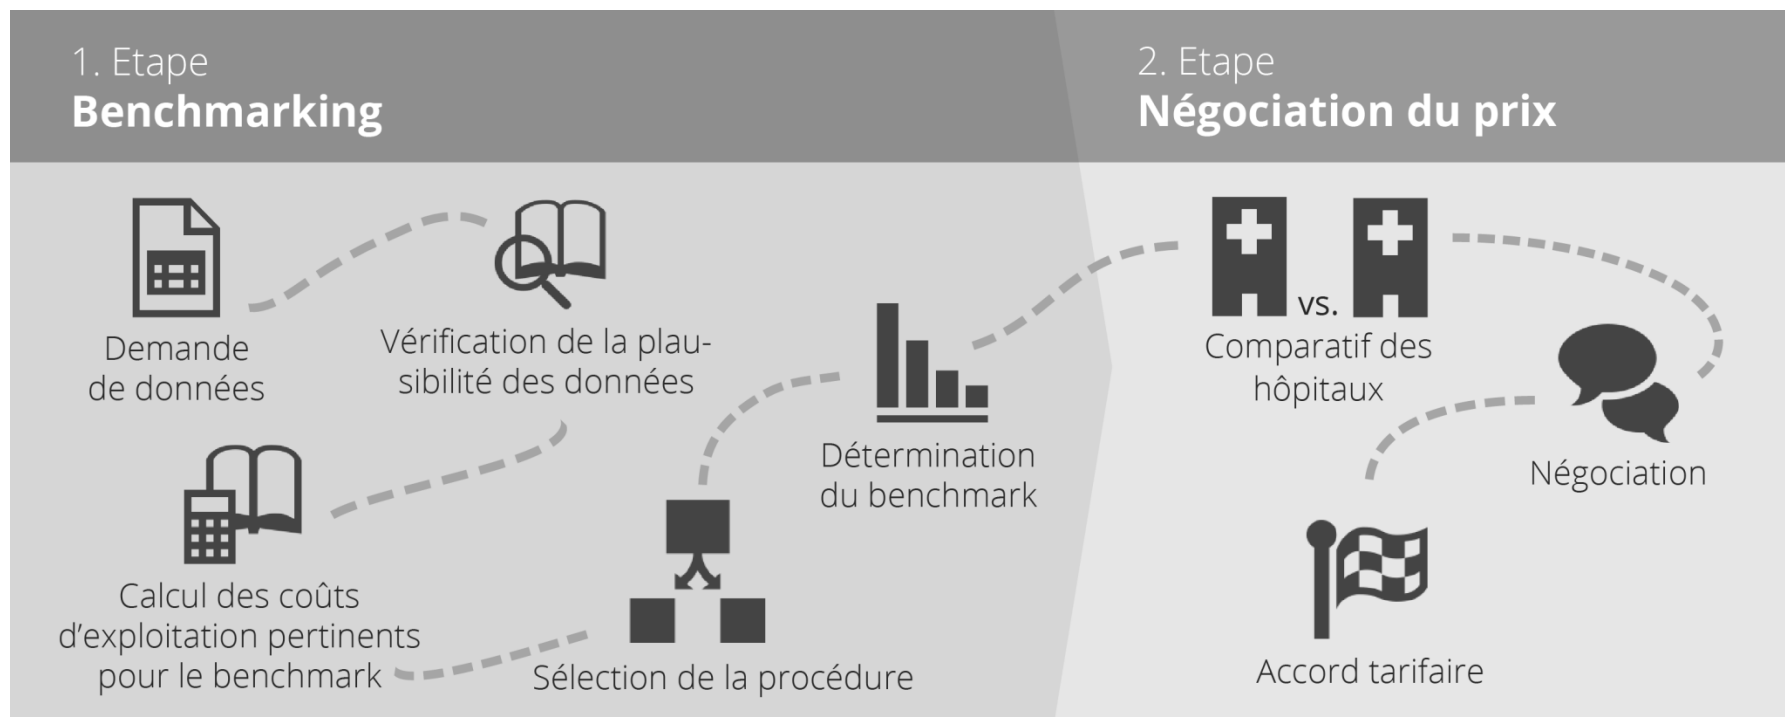 1. Etape
Benchmarking
2. Etape
Négociation du prix
Demande
de données
Vérification de la plau-
sibilité des données
Calcul des coûts
d’exploitation pertinents
pour le benchmark
Sélection de la procédure
Détermination
du benchmark
vs.
Comparatif des
hôpitaux
Négociation
Accord tarifaire